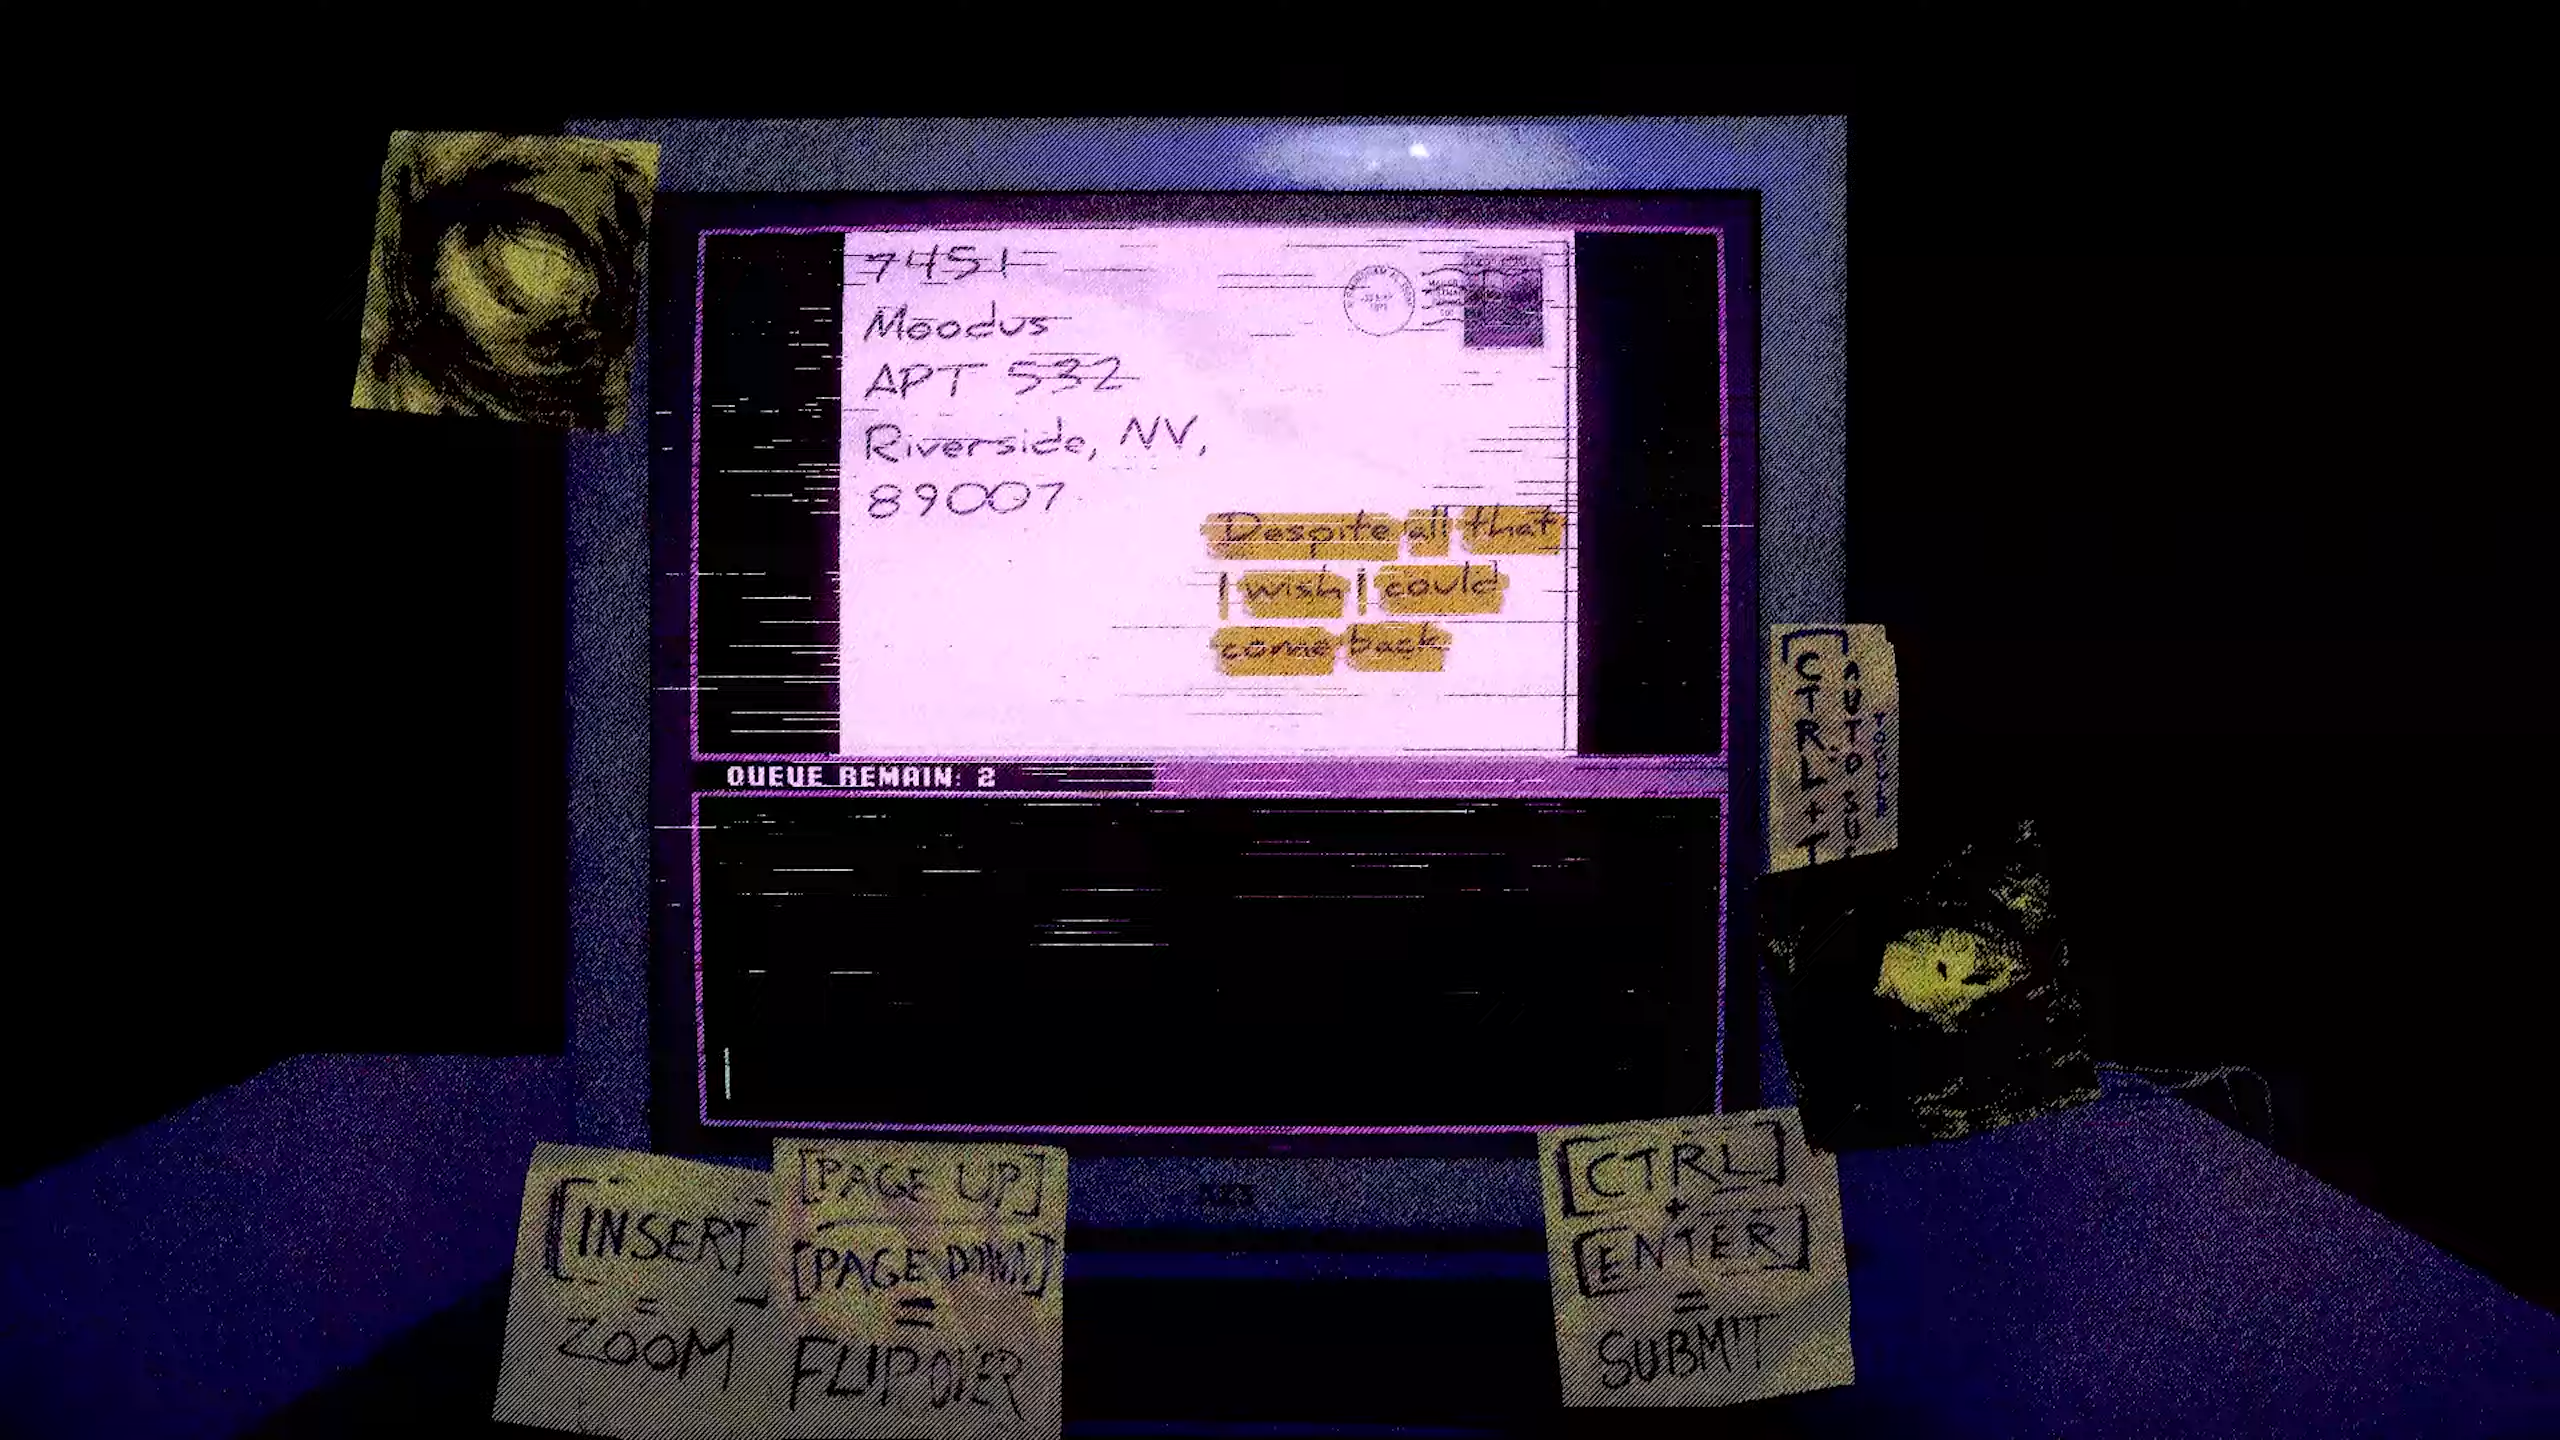 7451
Moodus
APT 532
Riverside, NV,
89007
Despite all that
I wish I could
come back
QUEUE REMAIN: 2
[CTRL+T
AUTO SU
TOGGLE
[INSERT]
=
ZOOM
[PAGE UP]
[PAGE DOWN]
=
FLIP OVER
[CTRL]
+
[ENTER]
=
SUBMIT